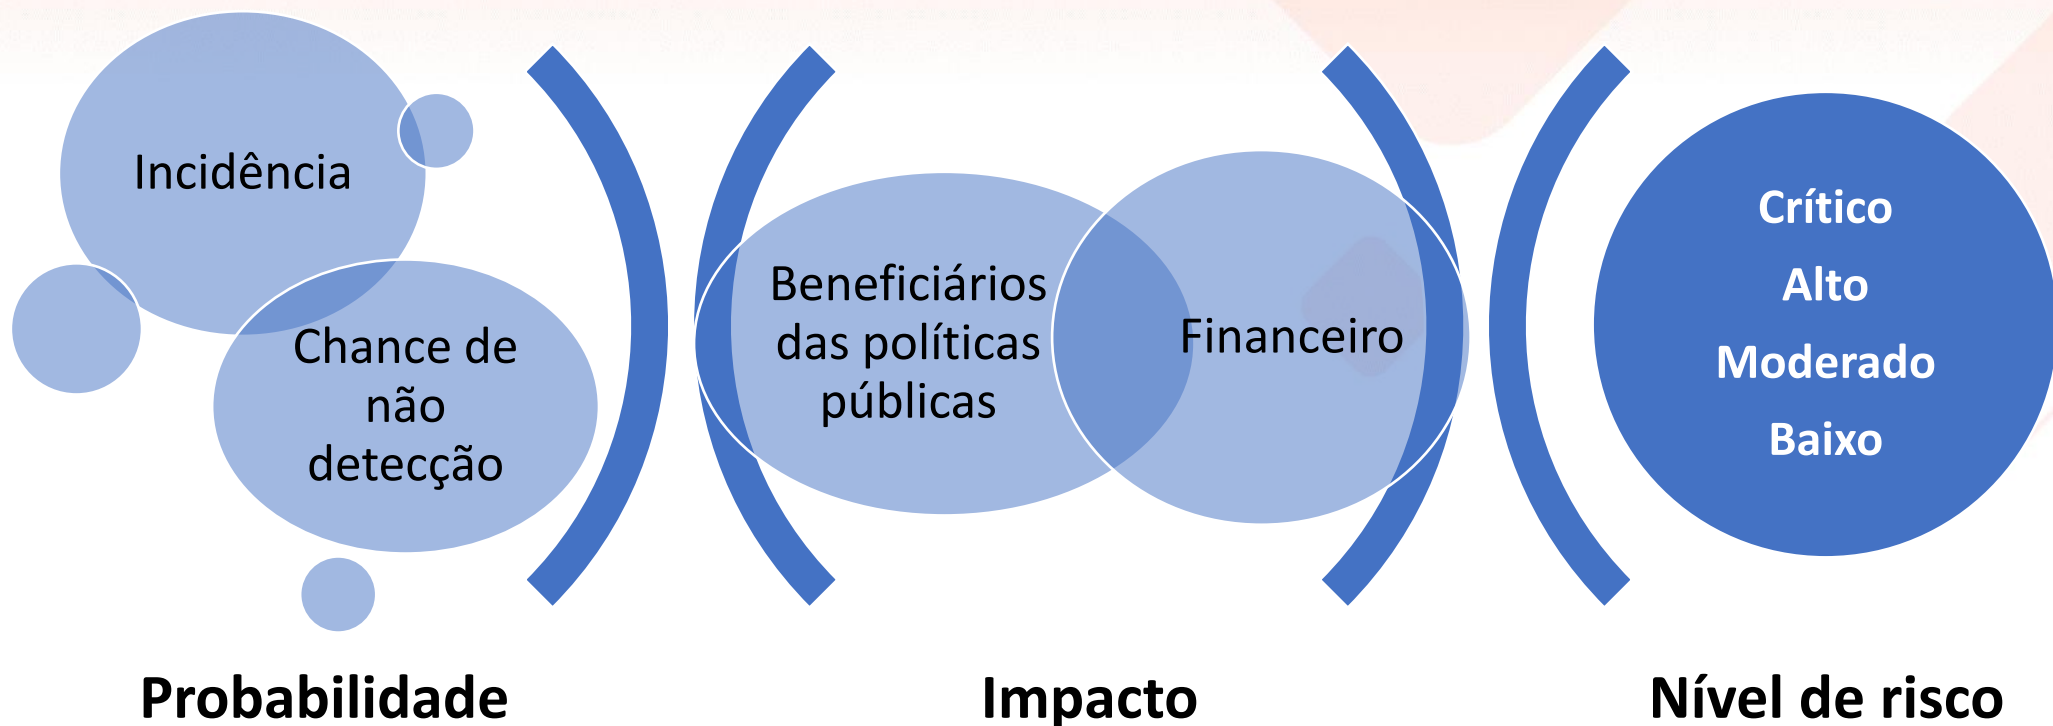 Incidência
Chance de
não
detecção
Beneficiários
das políticas
públicas
Financeiro
Crítico
Alto
Moderado
Baixo
Probabilidade
Impacto
Nível de risco